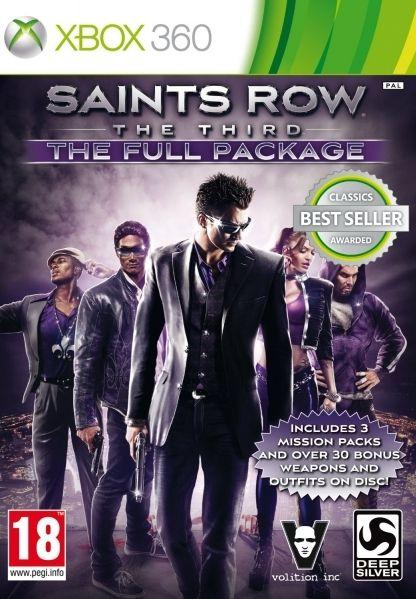 XBOX 360
PAL
SAINTS ROW
THE THIRD
THE FULL PACKAGE
CLASSICS
BEST SELLER
AWARDED
INCLUDES 3
MISSION PACKS
AND OVER 30 BONUS
WEAPONS AND
OUTFITS ON DISC!
18
www.pegi.info
V
volition inc
DEEP
SILVER